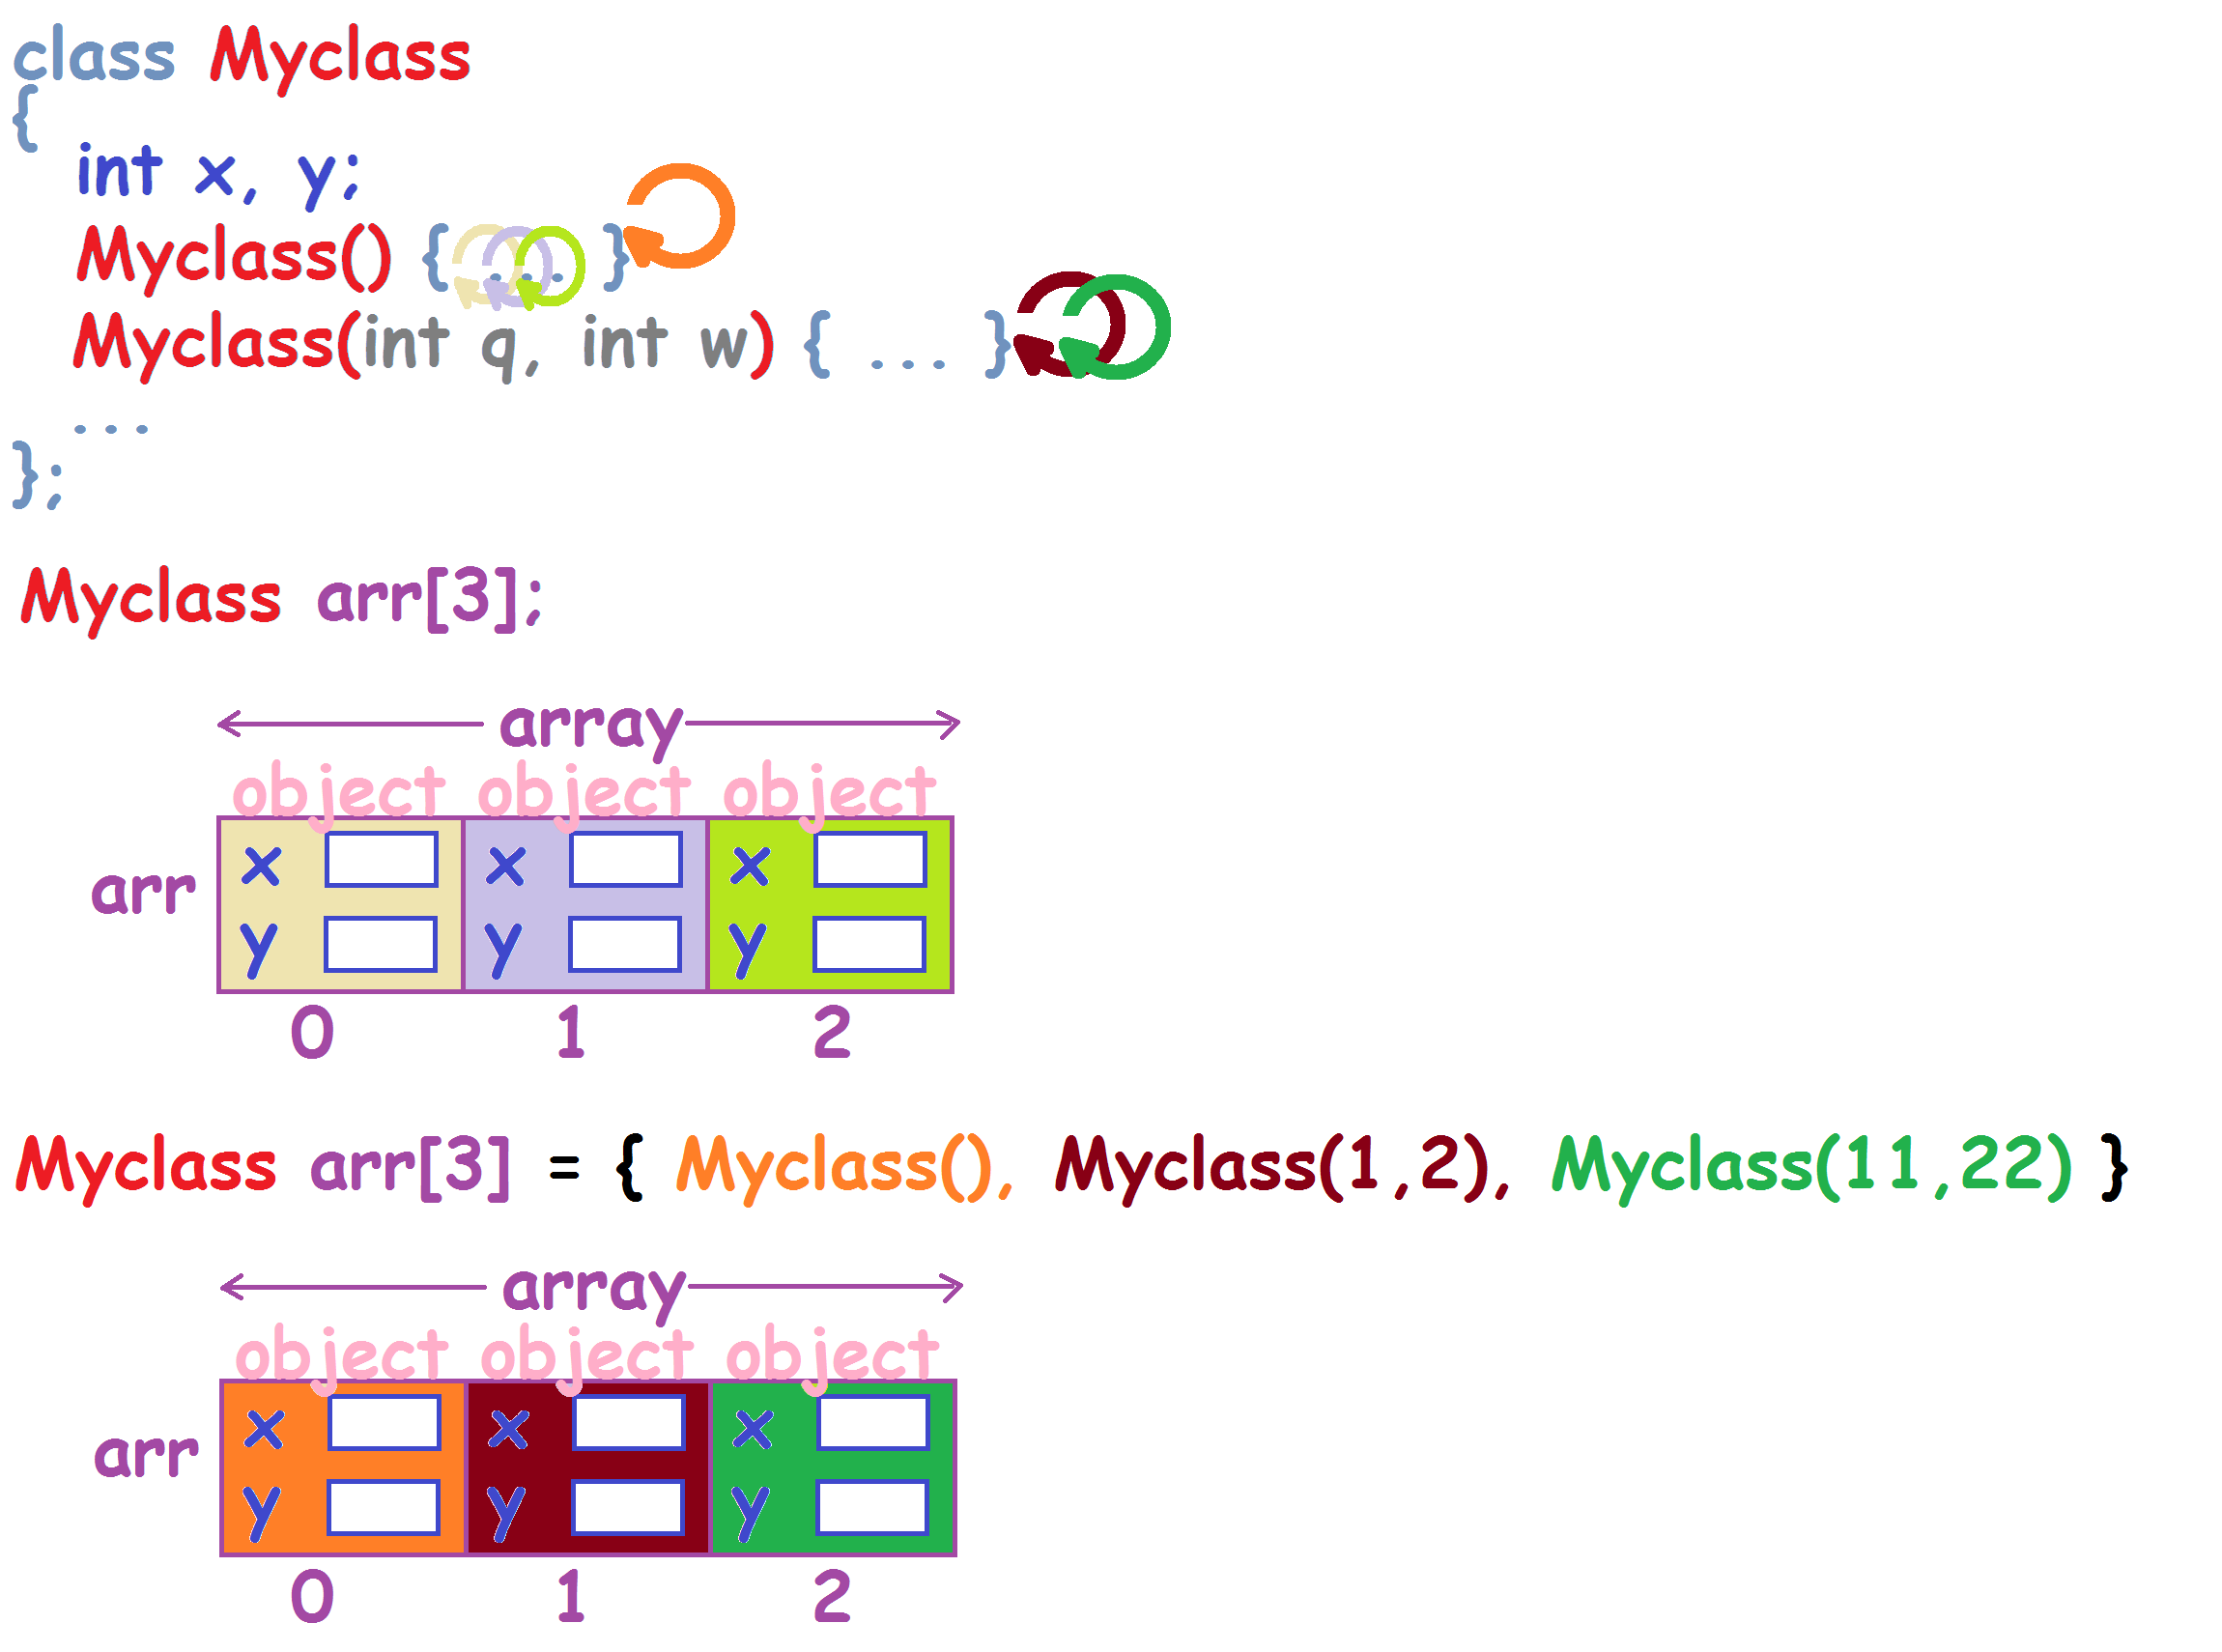 class Myclass
{
int x, y;
Myclass() { ... }
Myclass(int q, int w) { ... }
...
};
Myclass arr[3];
array
object object object
x x x
arr
y y y
0 1 2
Myclass arr[3] = { Myclass(), Myclass(1,2), Myclass(11,22) }
array
object object object
x x x
arr
y y y
0 1 2